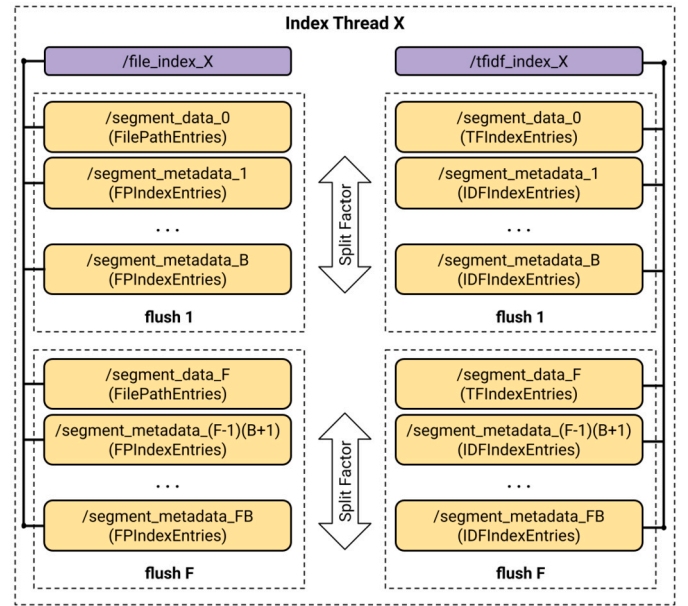 Index Thread X
/file_index_X
/segment_data_0
(FilePathEntries)
/segment_metadata_1
(FPIndexEntries)
...
/segment_metadata_B
(FPIndexEntries)
flush 1
/segment_data_F
(FilePathEntries)
/segment_metadata_(F-1)(B+1)
(FPIndexEntries)
...
/segment_metadata_FB
(FPIndexEntries)
flush F
Split Factor
Split Factor
/tfidf_index_X
/segment_data_0
(TFIndexEntries)
/segment_metadata_1
(IDFIndexEntries)
...
/segment_metadata_B
(IDFIndexEntries)
flush 1
/segment_data_F
(TFIndexEntries)
/segment_metadata_(F-1)(B+1)
(IDFIndexEntries)
...
/segment_metadata_FB
(IDFIndexEntries)
flush F